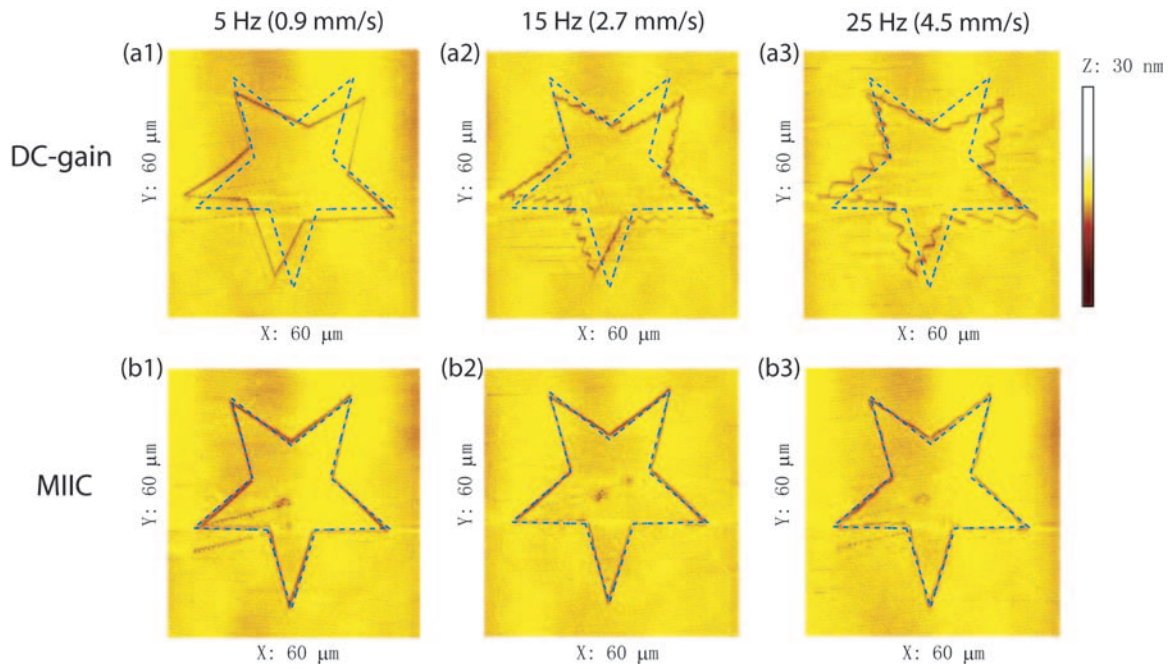 5 Hz (0.9 mm/s)
15 Hz (2.7 mm/s)
25 Hz (4.5 mm/s)
(a1)
(a2)
(a3)
Z: 30 nm
DC-gain
Y: 60 μm
Y: 60 μm
Y: 60 μm
X: 60 μm
X: 60 μm
X: 60 μm
(b1)
(b2)
(b3)
MIIC
Y: 60 μm
Y: 60 μm
Y: 60 μm
X: 60 μm
X: 60 μm
X: 60 μm